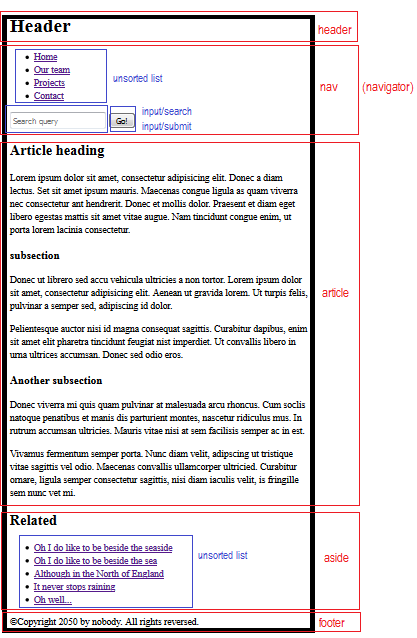 Header
header
Home
Our team
Projects
Contact
unsorted list
nav
(navigator)
Search query
Go!
input/search
input/submit
Article heading
Lorem ipsum dolor sit amet, consectetur adipisicing elit. Donec a diam
lectus. Set sit amet ipsum mauris. Maecenas congue ligula as quam viverra
nec consectetur ant hendrerit. Donec et mollis dolor. Praesent et diam eget
libero egestas mattis sit amet vitae augue. Nam tincidunt congue enim, ut
porta lorem lacinia consectetur.
subsection
Donec ut librero sed accu vehicula ultricies a non tortor. Lorem ipsum dolor
sit amet, consectetur adipisicing elit. Aenean ut gravida lorem. Ut turpis felis,
pulvinar a semper sed, adipiscing id dolor.
Pelientesque auctor nisi id magna consequat sagittis. Curabitur dapibus, enim
sit amet elit pharetra tincidunt feugiat nist imperdiet. Ut convallis libero in
urna ultrices accumsan. Donec sed odio eros.
article
Another subsection
Donec viverra mi quis quam pulvinar at malesuada arcu rhoncus. Cum soclis
natoque penatibus et manis dis parturient montes, nascetur ridiculus mus. In
rutrum accumsan ultricies. Mauris vitae nisi at sem facilisis semper ac in est.
Vivamus fermentum semper porta. Nunc diam velit, adipscing ut tristique
vitae sagittis vel odio. Maecenas convallis ullamcorper ultricied. Curabitur
ornare, ligula semper consectetur sagittis, nisi diam iaculis velit, is fringille
sem nunc vet mi.
Related
Oh I do like to be beside the seaside
Oh I do like to be beside the sea
Although in the North of England
It never stops raining
Oh well...
unsorted list
aside
©Copyright 2050 by nobody. All rights reversed.
footer